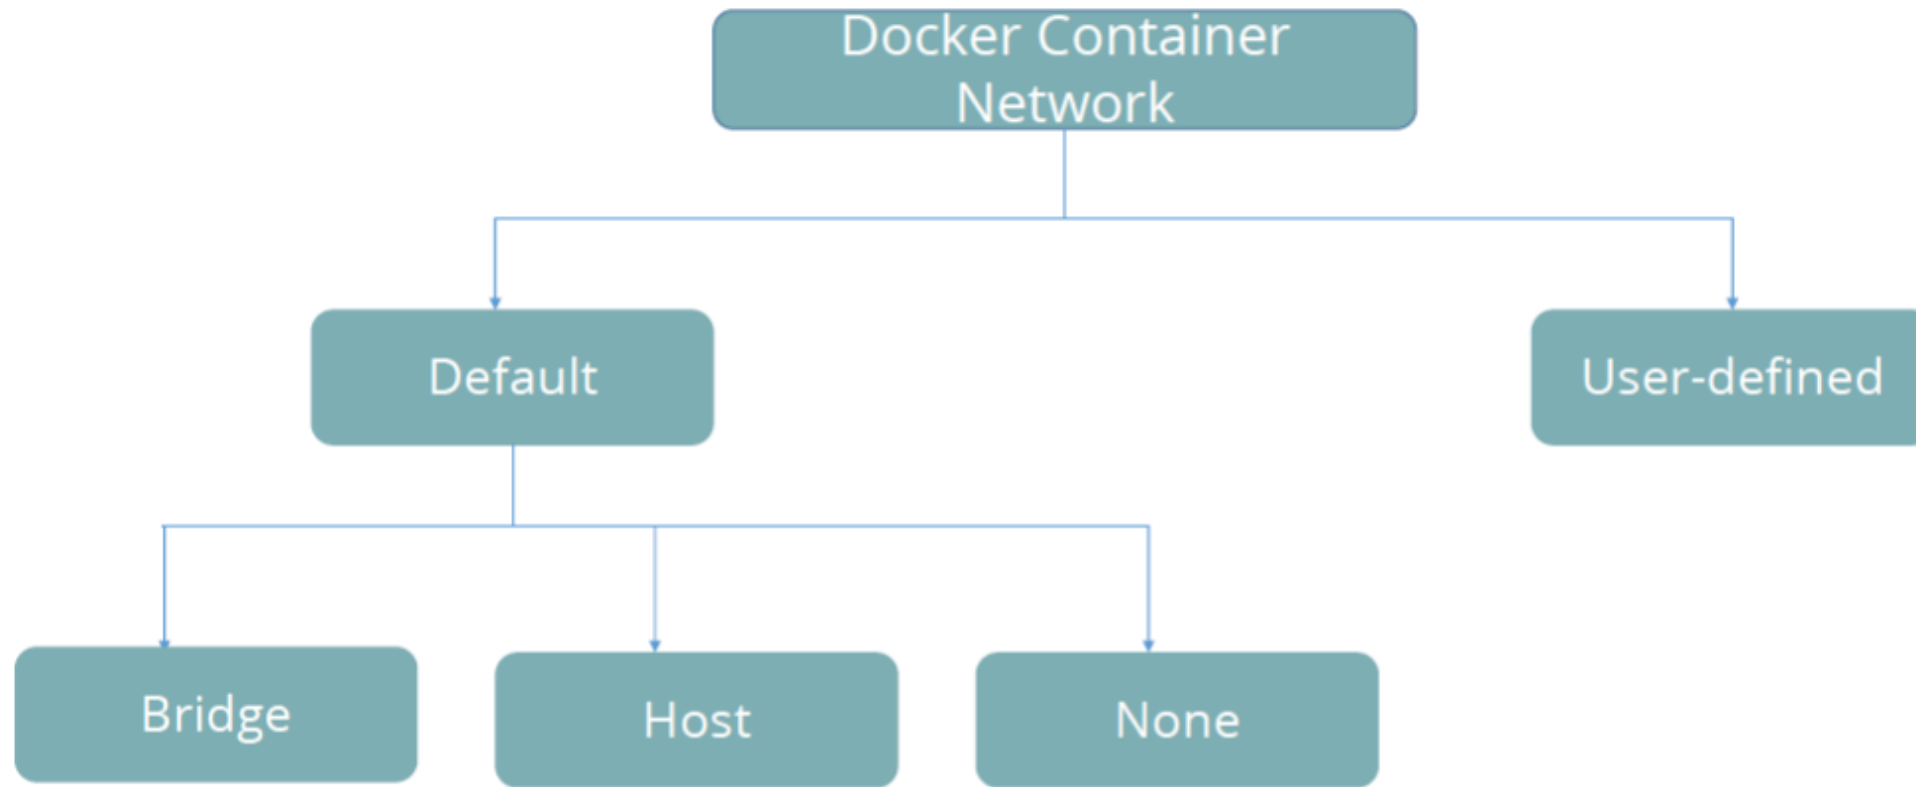 Docker Container
Network
Default
User-defined
Bridge
Host
None